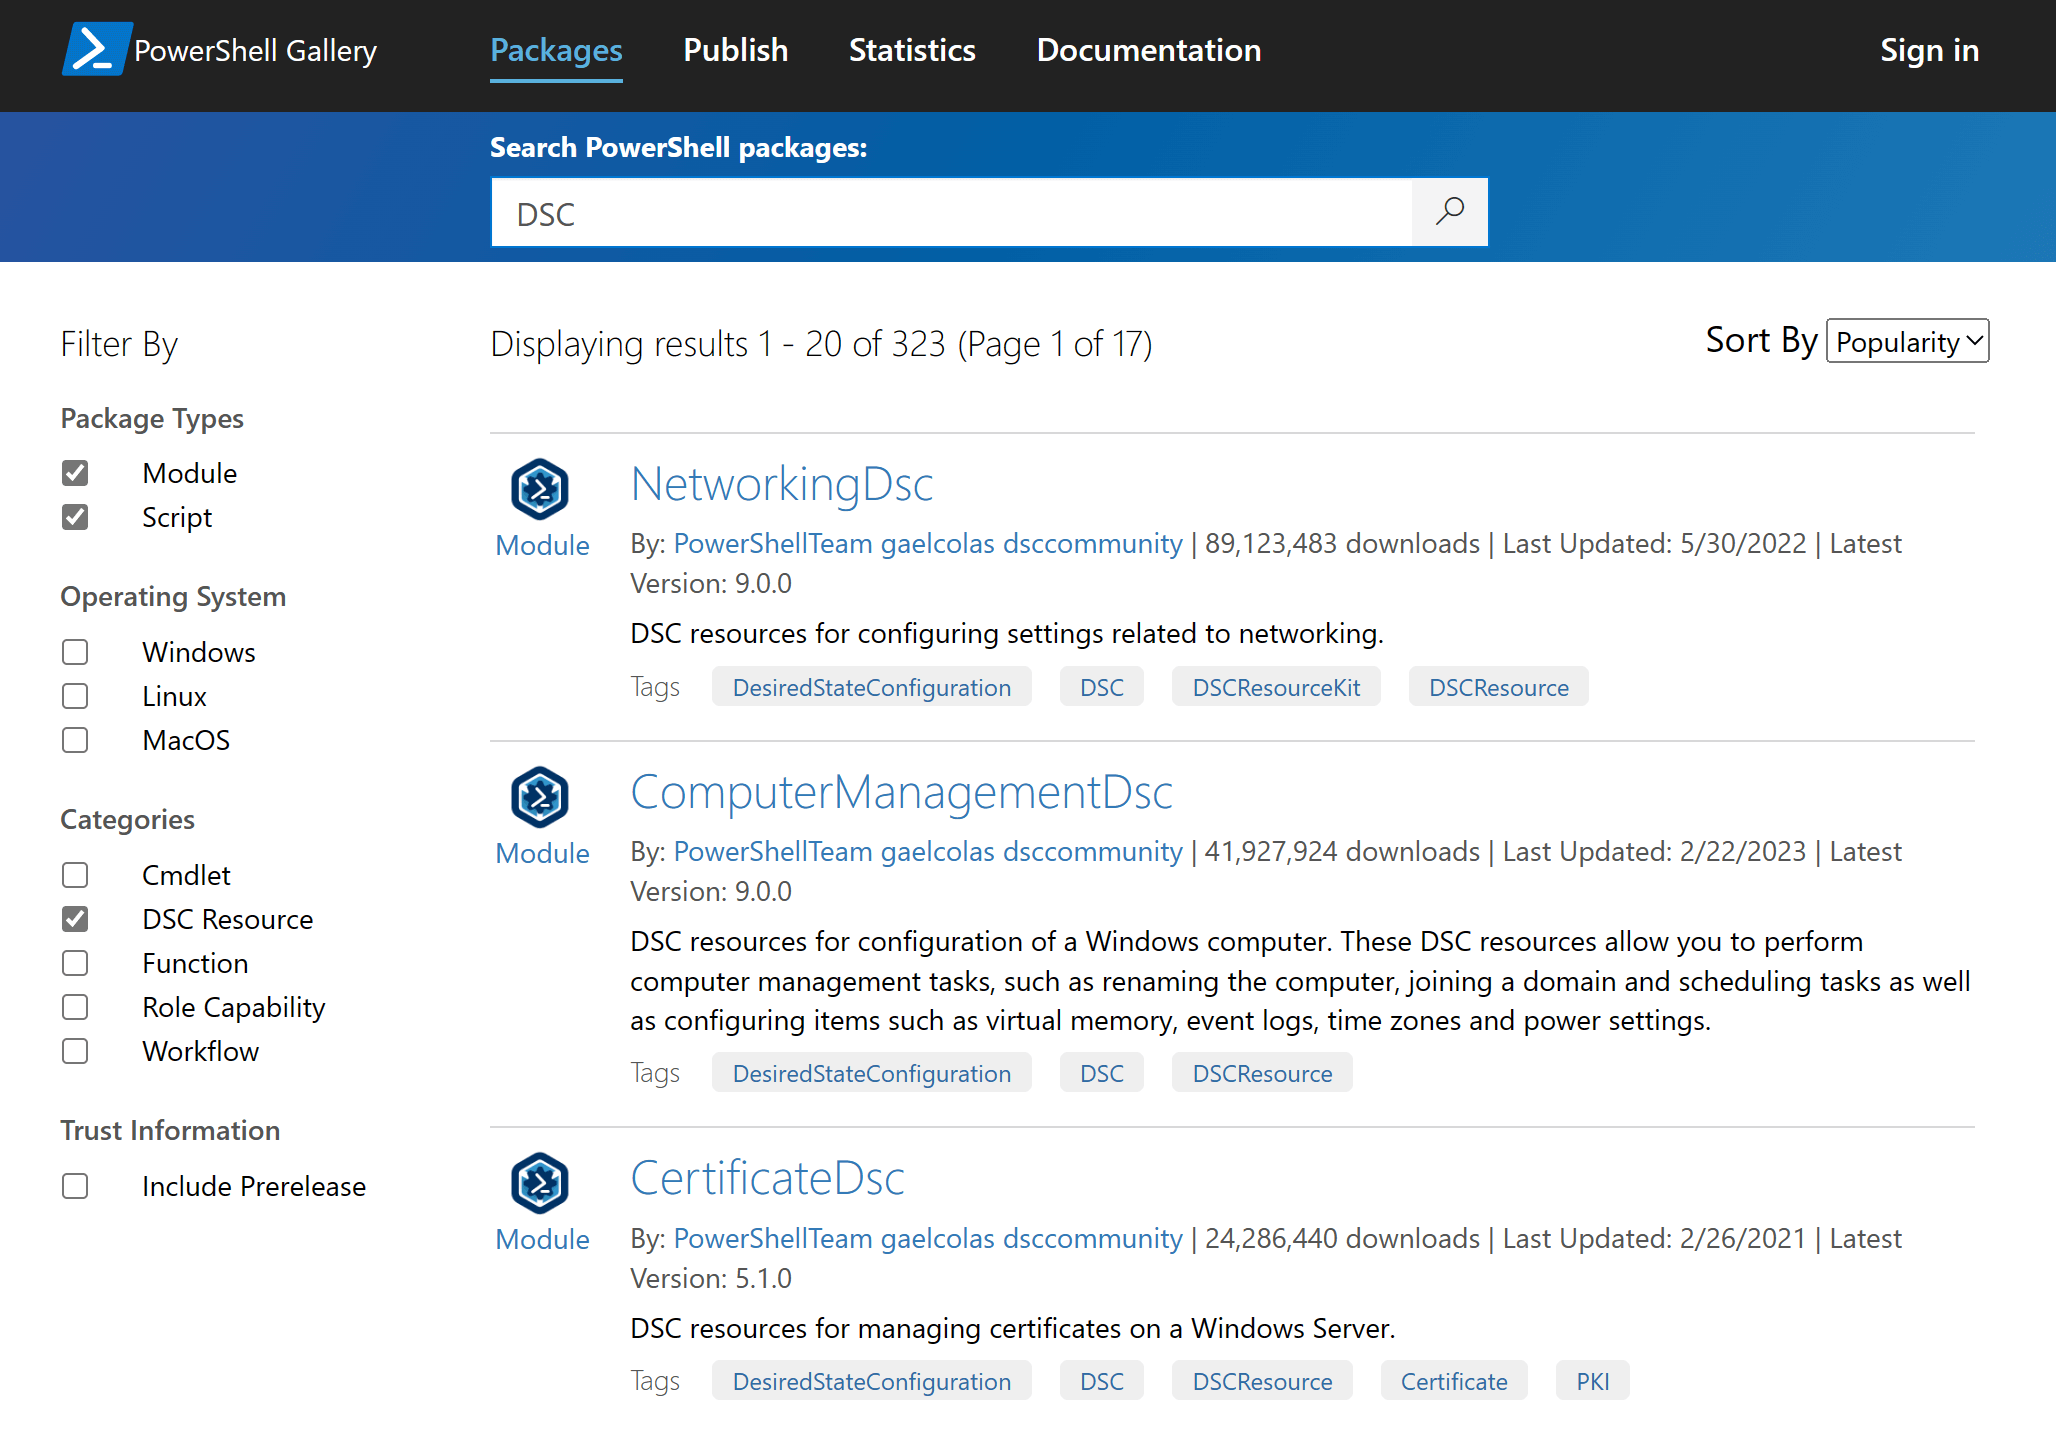 PowerShell Gallery
Packages
Publish
Statistics
Documentation
Sign in
Search PowerShell packages:
DSC
Filter By
Package Types
Module
Script
Operating System
Windows
Linux
MacOS
Categories
Cmdlet
DSC Resource
Function
Role Capability
Workflow
Trust Information
Include Prerelease
Displaying results 1 - 20 of 323 (Page 1 of 17)
Sort By Popularity
NetworkingDsc
Module
By: PowerShellTeam gaelcolas dsccommunity | 89,123,483 downloads | Last Updated: 5/30/2022 | Latest
Version: 9.0.0
DSC resources for configuring settings related to networking.
Tags DesiredStateConfiguration DSC DSCResourceKit DSCResource
ComputerManagementDsc
Module
By: PowerShellTeam gaelcolas dsccommunity | 41,927,924 downloads | Last Updated: 2/22/2023 | Latest
Version: 9.0.0
DSC resources for configuration of a Windows computer. These DSC resources allow you to perform
computer management tasks, such as renaming the computer, joining a domain and scheduling tasks as well
as configuring items such as virtual memory, event logs, time zones and power settings.
Tags DesiredStateConfiguration DSC DSCResource
CertificateDsc
Module
By: PowerShellTeam gaelcolas dsccommunity | 24,286,440 downloads | Last Updated: 2/26/2021 | Latest
Version: 5.1.0
DSC resources for managing certificates on a Windows Server.
Tags DesiredStateConfiguration DSC DSCResource Certificate PKI